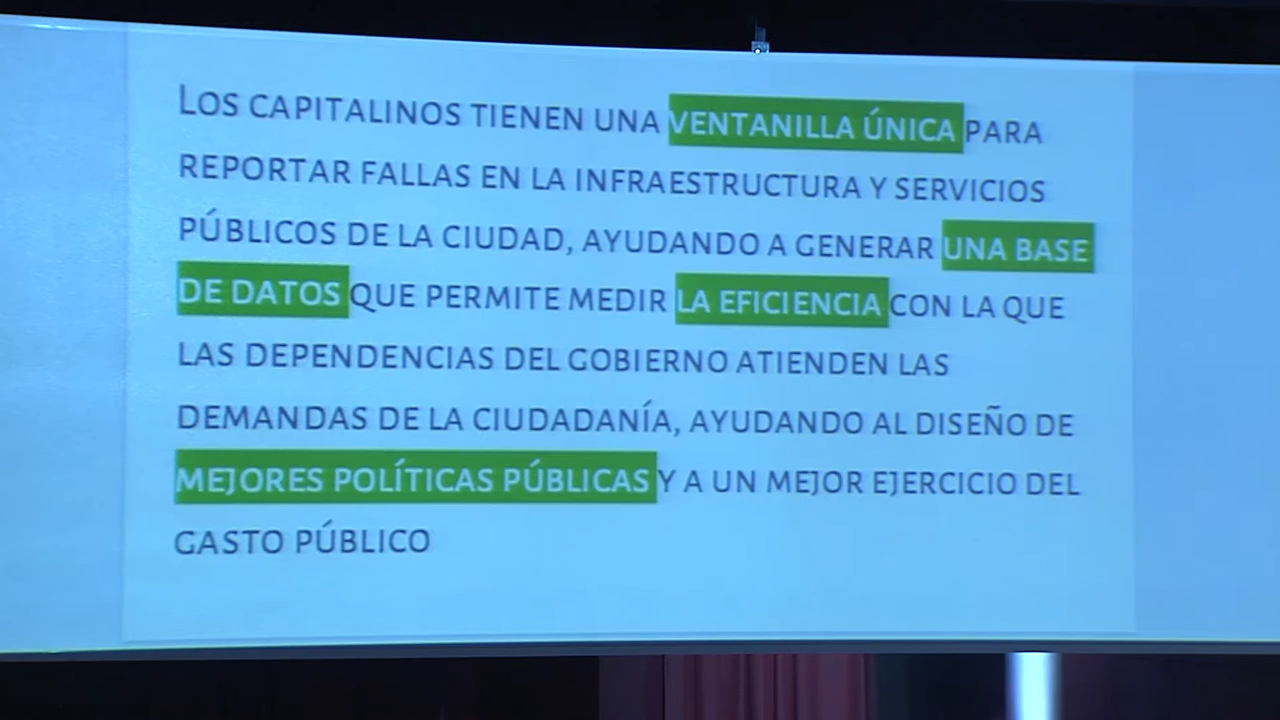 LOS CAPITALINOS TIENEN UNA VENTANILLA ÚNICA PARA
REPORTAR FALLAS EN LA INFRAESTRUCTURA Y SERVICIOS
PÚBLICOS DE LA CIUDAD, AYUDANDO A GENERAR UNA BASE
DE DATOS QUE PERMITE MEDIR LA EFICIENCIA CON LA QUE
LAS DEPENDENCIAS DEL GOBIERNO ATIENDEN LAS
DEMANDAS DE LA CIUDADANÍA, AYUDANDO AL DISEÑO DE
MEJORES POLÍTICAS PÚBLICAS Y A UN MEJOR EJERCICIO DEL
GASTO PÚBLICO